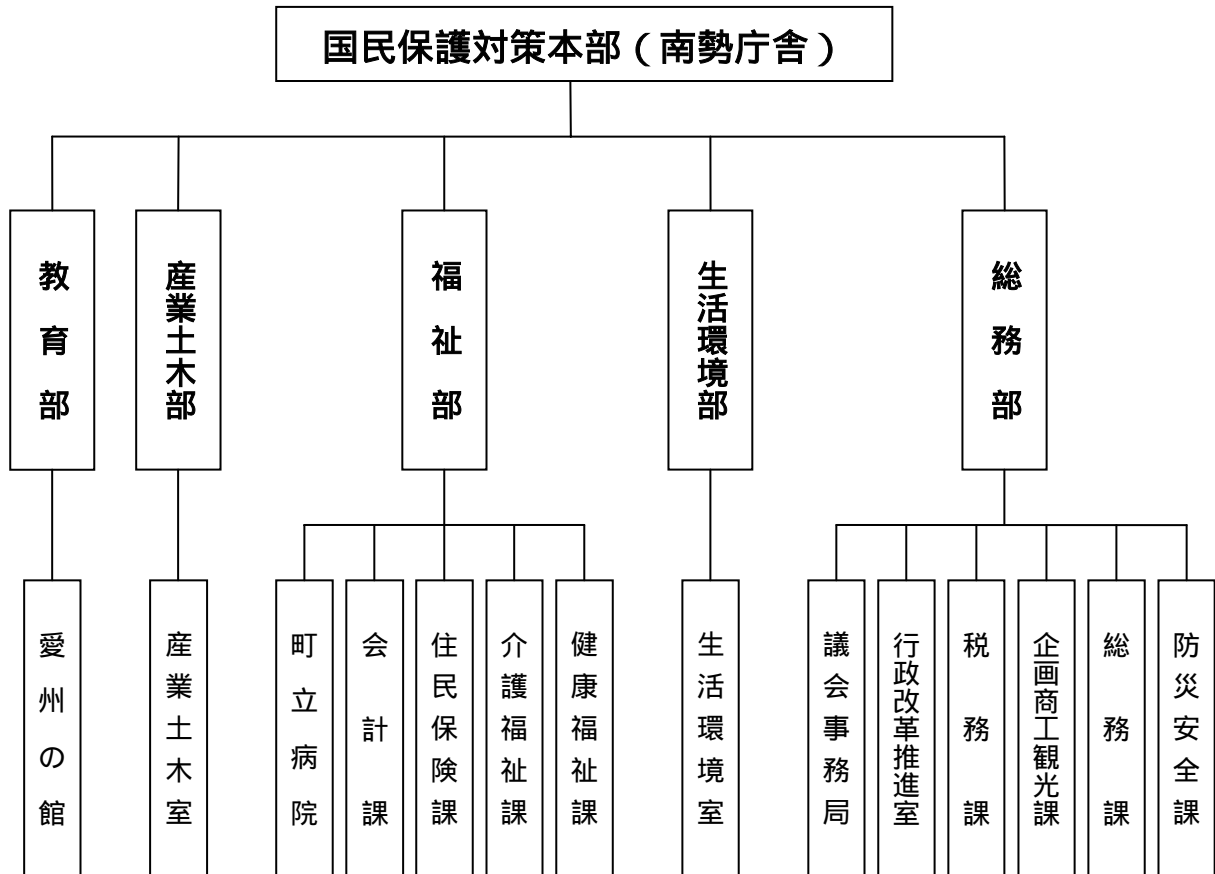 国民保護対策本部（南勢庁舎）
教育部
産業土木部
福祉部
生活環境部
総務部
愛州の館
産業土木室
町立病院
会計課
住民保険課
介護福祉課
健康福祉課
生活環境室
議会事務局
行政改革推進室
税務課
企画商工観光課
総務課
防災安全課